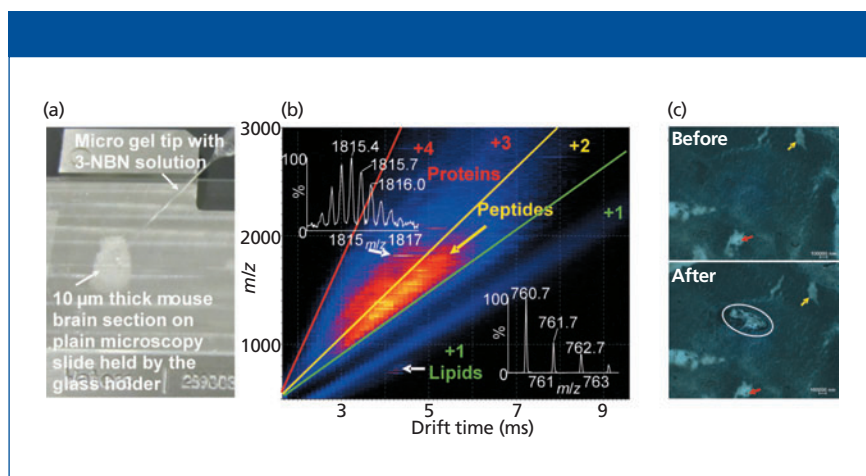 (a)
Micro gel tip with
3-NBN solution
10 µm thick mouse
brain section on
plain microscopy
slide held by the
glass holder
(b)
3000
2000
1000
m/z
+4
+3
+2
+1
Proteins
Peptides
+1
Lipids
100
%
0
1815.4
1815.7
1816.0
1815 m/z 1817
100
%
0
760.7
761.7
762.7
761 763
m/z
3 5 7 9
Drift time (ms)
(c)
Before
After